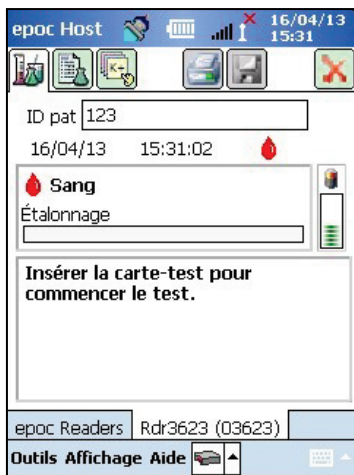 epoc Host 16/04/13
15:31
K+
ID pat 123
16/04/13 15:31:02
Sang
Étalonnage
Insérer la carte-test pour
commencer le test.
epoc Readers Rdr3623 (03623)
Outils Affichage Aide